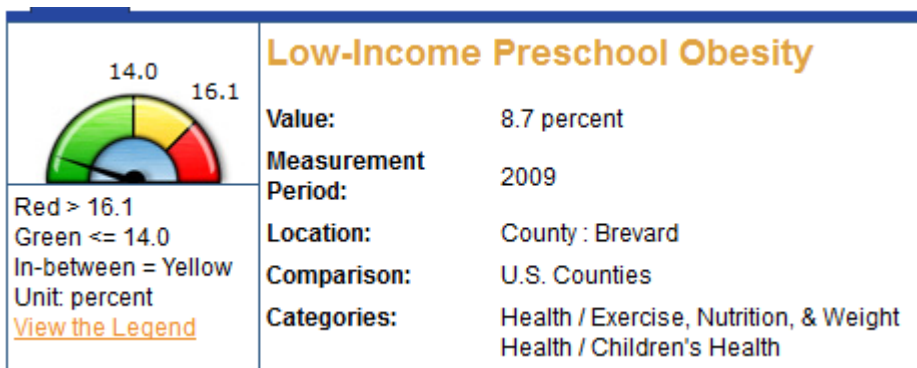 14.0
16.1
Red > 16.1
Green <= 14.0
In-between = Yellow
Unit: percent
View the Legend
Low-Income Preschool Obesity
Value: 8.7 percent
Measurement
Period: 2009
Location: County : Brevard
Comparison: U.S. Counties
Categories: Health / Exercise, Nutrition, & Weight
Health / Children's Health